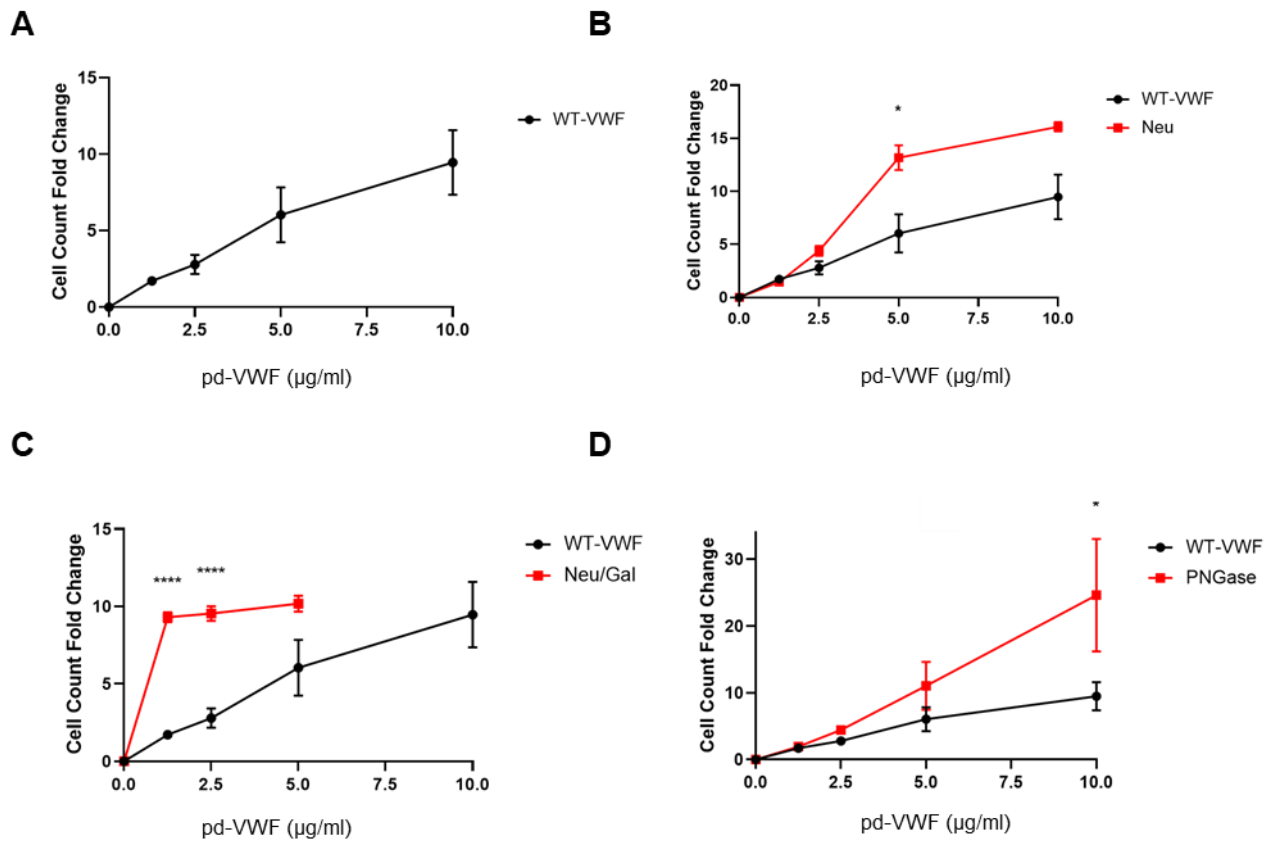 A
Cell Count Fold Change
15
10
5
0
0.0 2.5 5.0 7.5 10.0
pd-VWF (µg/ml)
WT-VWF
B
Cell Count Fold Change
20
15
10
5
0
*
0.0 2.5 5.0 7.5 10.0
pd-VWF (µg/ml)
WT-VWF
Neu
C
Cell Count Fold Change
15
10
5
0
**** ****
0.0 2.5 5.0 7.5 10.0
pd-VWF (µg/ml)
WT-VWF
Neu/Gal
D
Cell Count Fold Change
30
20
10
0
*
0.0 2.5 5.0 7.5 10.0
pd-VWF (µg/ml)
WT-VWF
PNGase